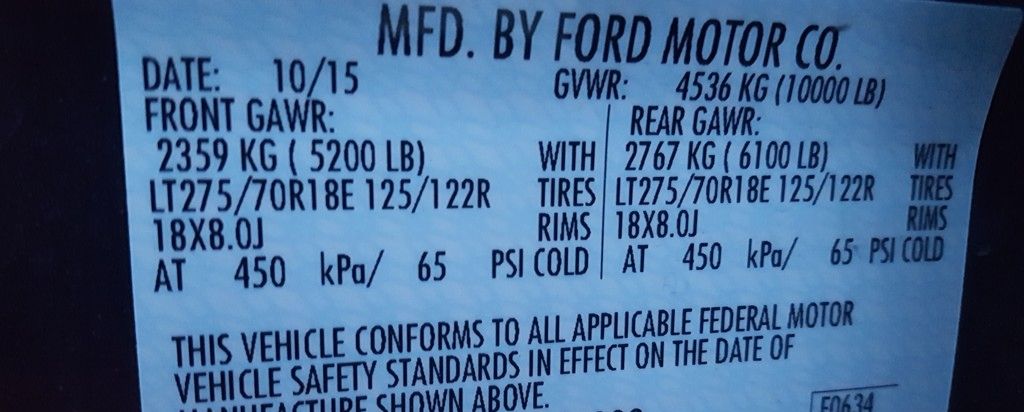 MFD. BY FORD MOTOR CO.
DATE: 10/15 GVWR: 4536 KG (10000 LB)
FRONT GAWR: REAR GAWR:
2359 KG ( 5200 LB) WITH 2767 KG ( 6100 LB) WITH
LT275/70R18E 125/122R TIRES LT275/70R18E 125/122R TIRES
18X8.0J RIMS 18X8.0J RIMS
AT 450 kPa/ 65 PSI COLD AT 450 kPa/ 65 PSI COLD
THIS VEHICLE CONFORMS TO ALL APPLICABLE FEDERAL MOTOR
VEHICLE SAFETY STANDARDS IN EFFECT ON THE DATE OF
MANUFACTURE SHOWN ABOVE.
F0634